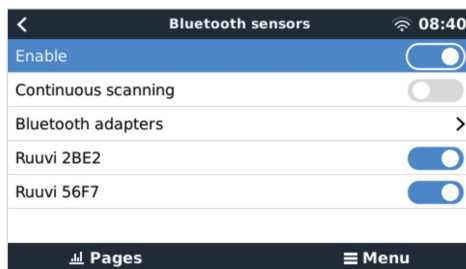 Bluetooth sensors 08:40
Enable
Continuous scanning
Bluetooth adapters
Ruuvi 2BE2
Ruuvi 56F7
Pages Menu